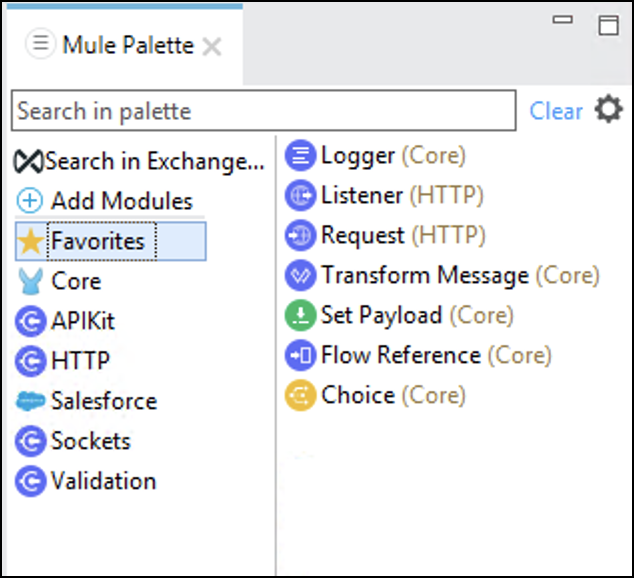 Mule Palette
Search in palette
Clear
Search in Exchange...
Add Modules
Favorites
Core
APIKit
HTTP
Salesforce
Sockets
Validation
Logger (Core)
Listener (HTTP)
Request (HTTP)
Transform Message (Core)
Set Payload (Core)
Flow Reference (Core)
Choice (Core)